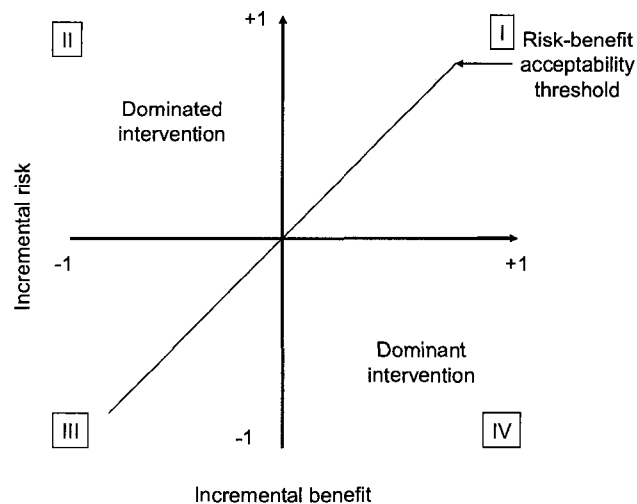 +1
II
I
Risk-benefit
acceptability
threshold
Dominated
intervention
Incremental risk
-1
+1
Dominant
intervention
III
-1
IV
Incremental benefit